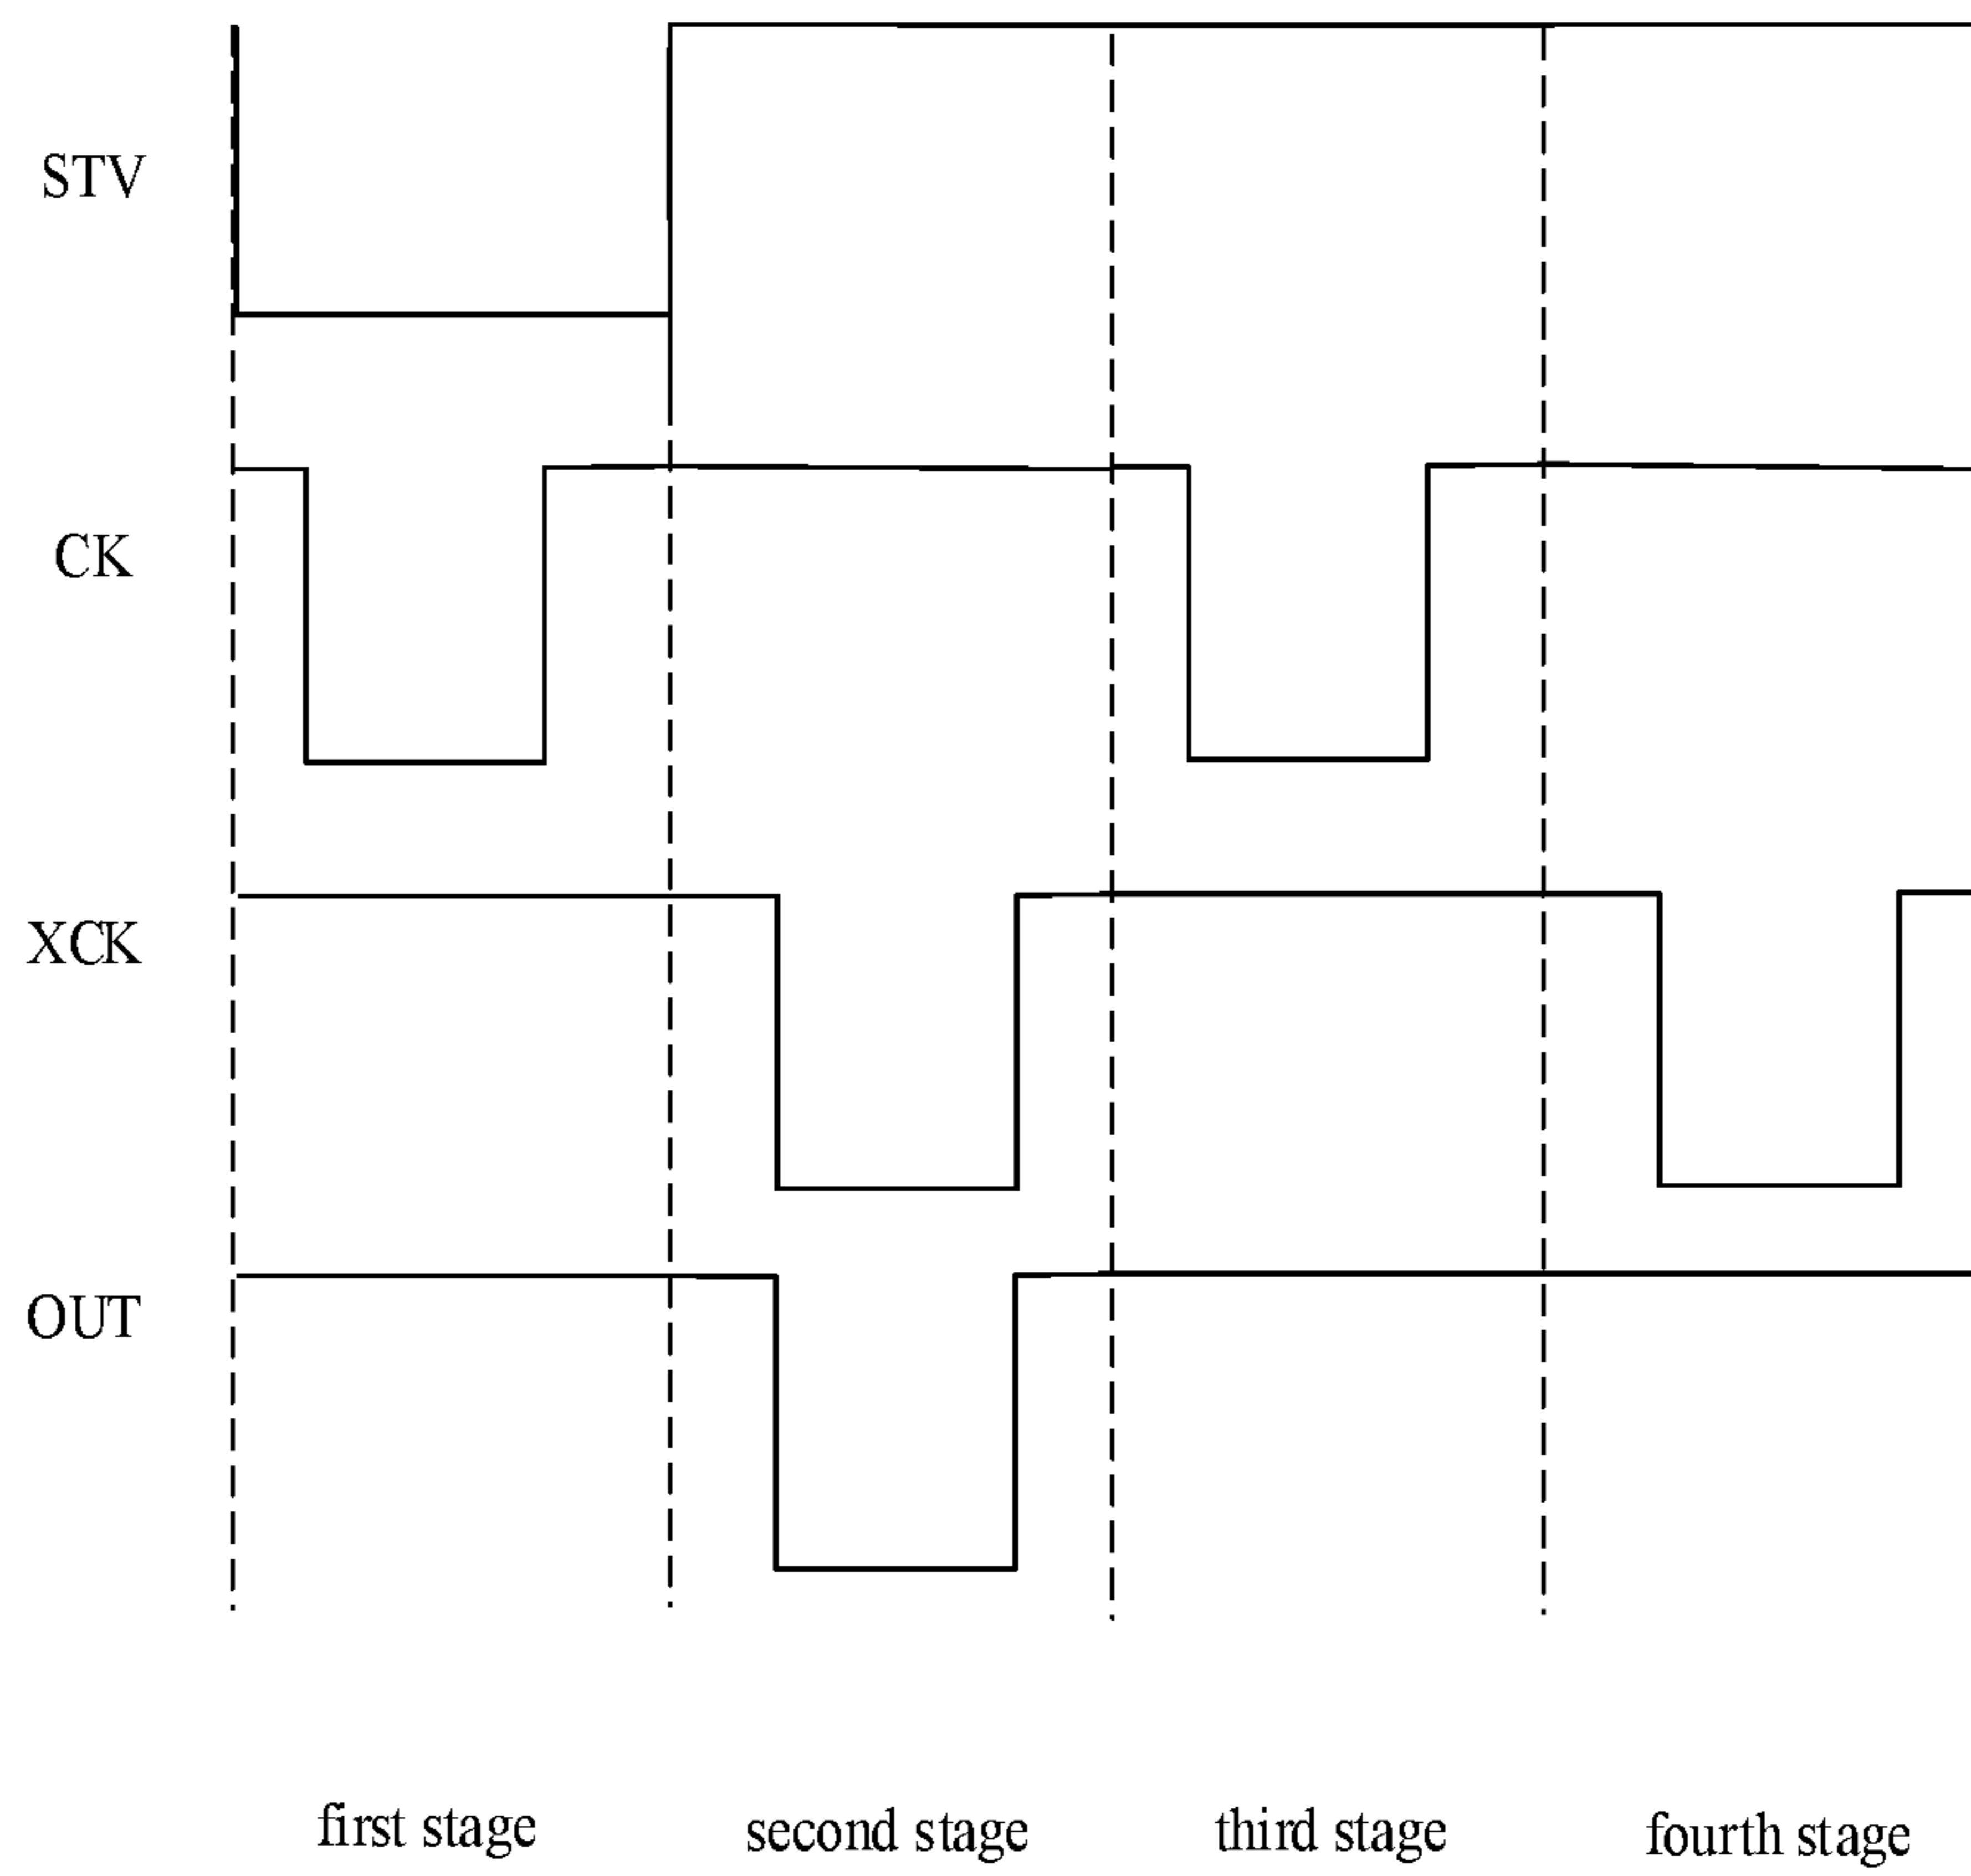 STV
CK
XCK
OUT
first stage second stage third stage fourth stage